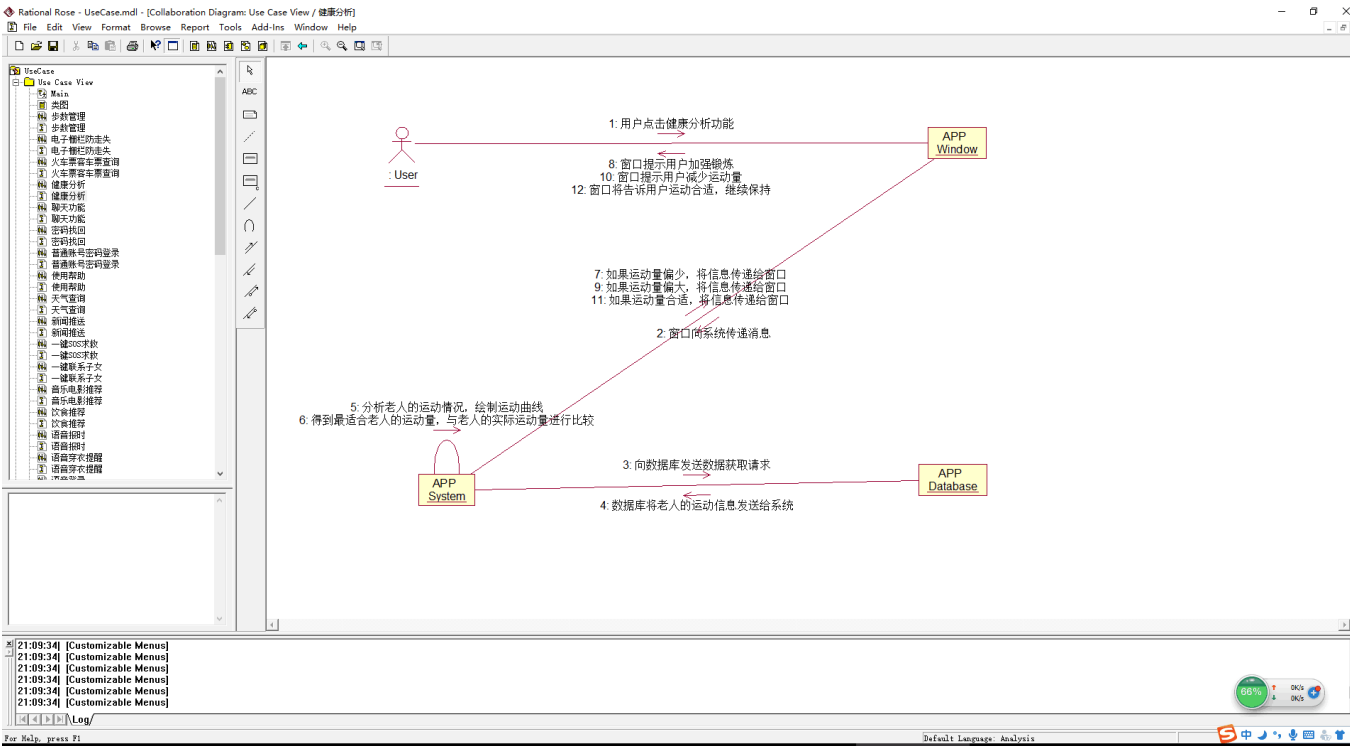 Rational Rose - UseCase.mdl - [Collaboration Diagram: Use Case View / 健康分析]
File Edit View Format Browse Report Tools Add-Ins Window Help
UseCase
Use Case View
Main
类图
步数管理
步数管理
电子栅栏防走失
电子栅栏防走失
火车票客车票查询
火车票客车票查询
健康分析
健康分析
聊天功能
聊天功能
密码找回
密码找回
普通账号密码登录
普通账号密码登录
使用帮助
使用帮助
天气查询
天气查询
新闻推送
新闻推送
一键SOS求救
一键SOS求救
一键联系子女
一键联系子女
音乐电影推荐
音乐电影推荐
饮食推荐
饮食推荐
语音报时
语音报时
语音穿衣提醒
语音穿衣提醒
ABC
1: 用户点击健康分析功能
APP
Window
: User
8: 窗口提示用户加强锻炼
10: 窗口提示用户减少运动量
12: 窗口将告诉用户运动合适，继续保持
7: 如果运动量偏少，将信息传递给窗口
9: 如果运动量偏大，将信息传递给窗口
11: 如果运动量合适，将信息传递给窗口
2: 窗口向系统传递消息
5: 分析老人的运动情况，绘制运动曲线
6: 得到最适合老人的运动量，与老人的实际运动量进行比较
3: 向数据库发送数据获取请求
APP
System
APP
Database
4: 数据库将老人的运动信息发送给系统
21:09:34| [Customizable Menus]
21:09:34| [Customizable Menus]
21:09:34| [Customizable Menus]
21:09:34| [Customizable Menus]
21:09:34| [Customizable Menus]
21:09:34| [Customizable Menus]
Log
66%
0K/s
0K/s
For Help, press F1
Default Language: Analysis
中